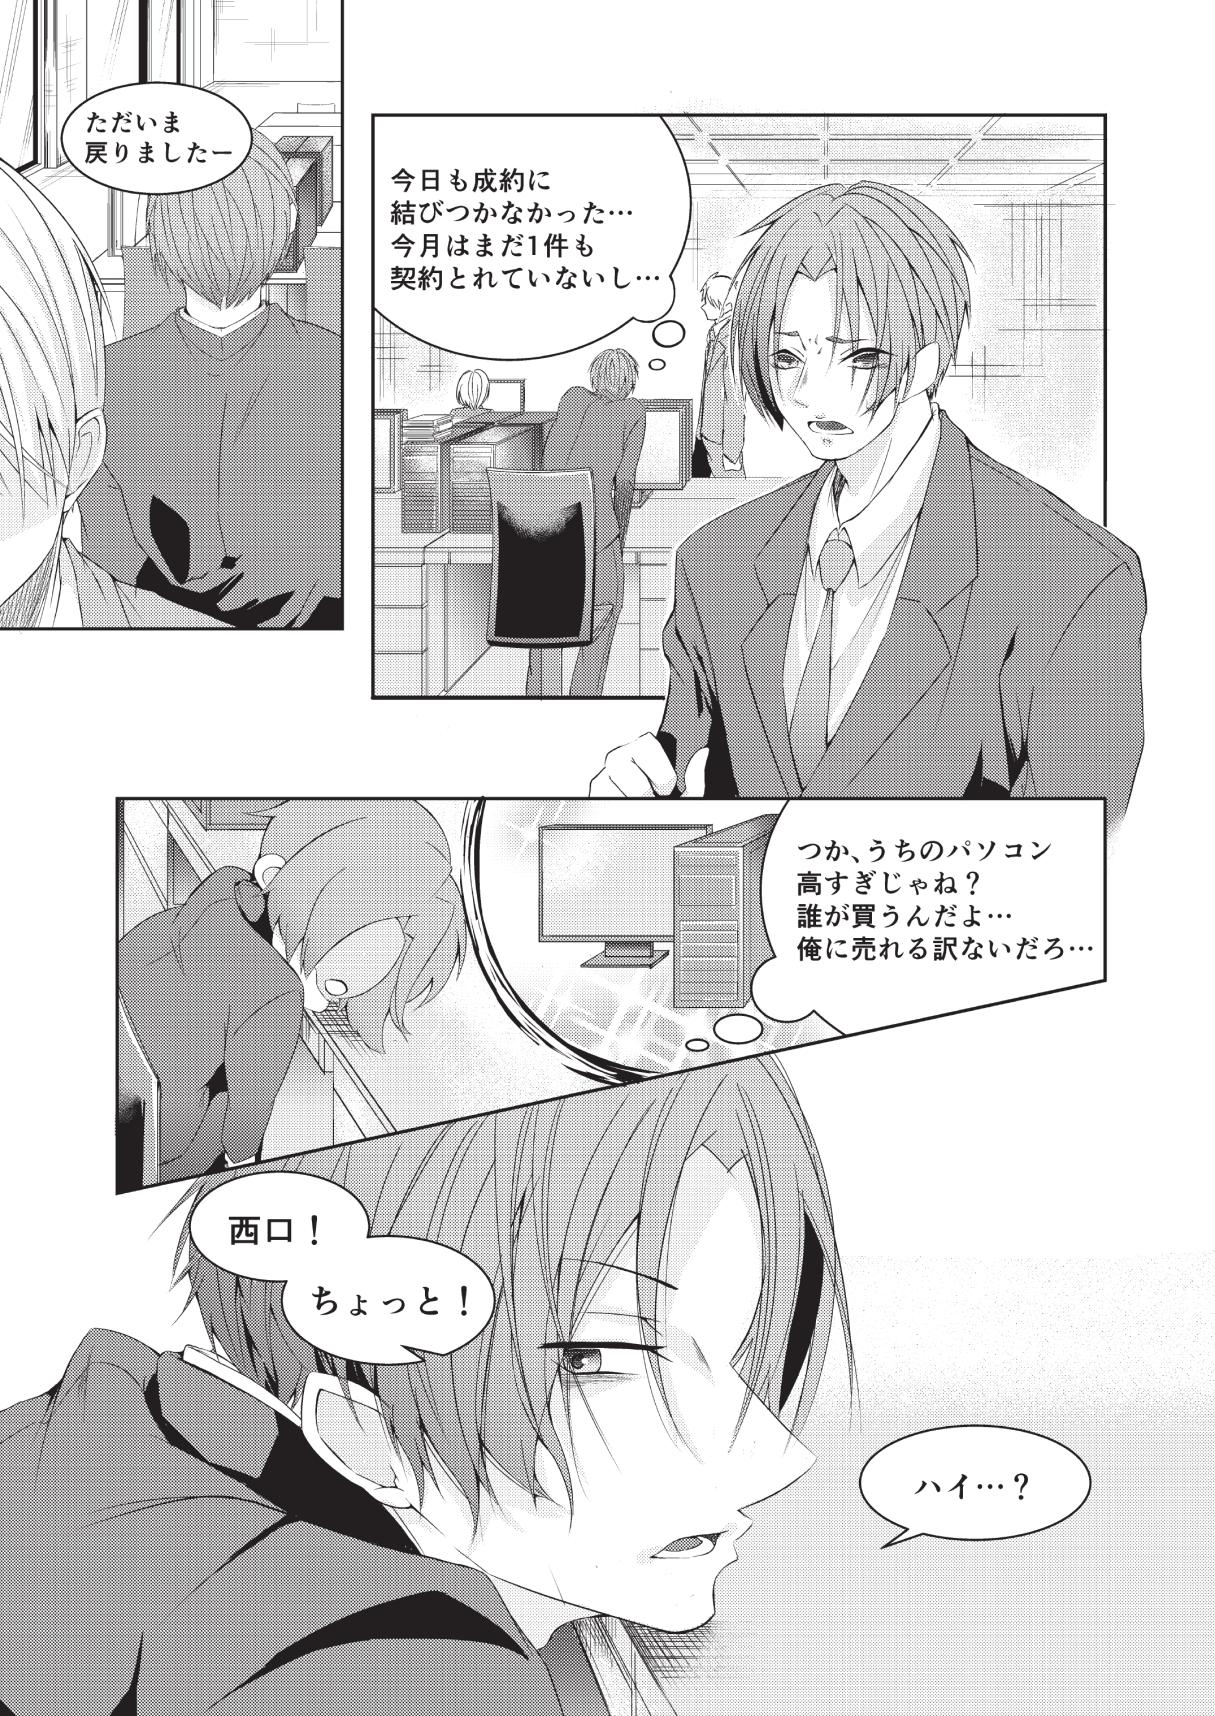 ただいま
戻りましたー
今日も成約に
結びつかなかった…
今月はまだ1件も
契約とれていないし…
つか、うちのパソコン
高すぎじゃね？
誰が買うんだよ…
俺に売れる訳ないだろ…
西口！
ちょっと！
ハイ…？